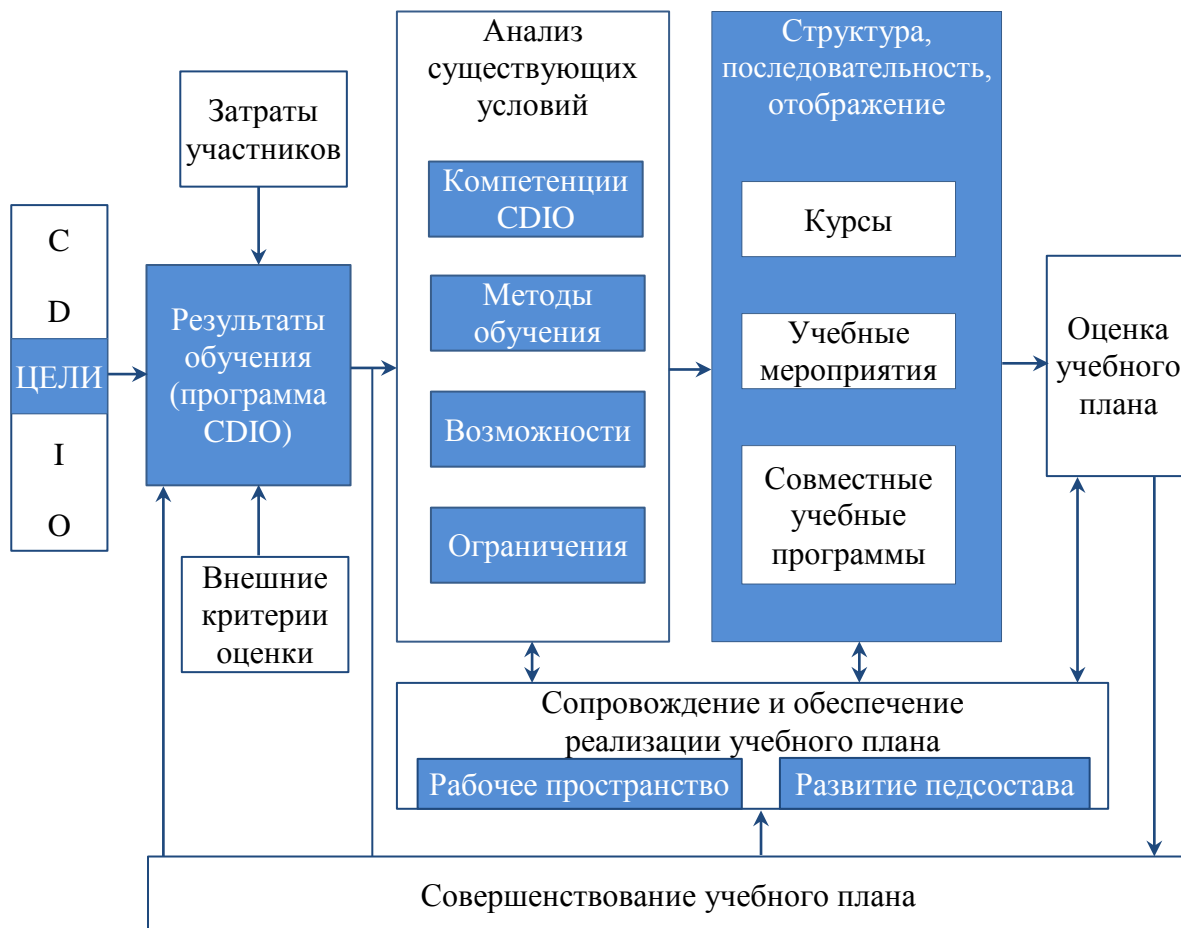 C
D
ЦЕЛИ
I
O
Затраты
участников
Результаты
обучения
(программа
CDIO)
Внешние
критерии
оценки
Анализ
существующих
условий
Компетенции
CDIO
Методы
обучения
Возможности
Ограничения
Структура,
последовательность,
отображение
Курсы
Учебные
мероприятия
Совместные
учебные
программы
Оценка
учебного
плана
Сопровождение и обеспечение
реализации учебного плана
Рабочее пространство
Развитие педсостава
Совершенствование учебного плана